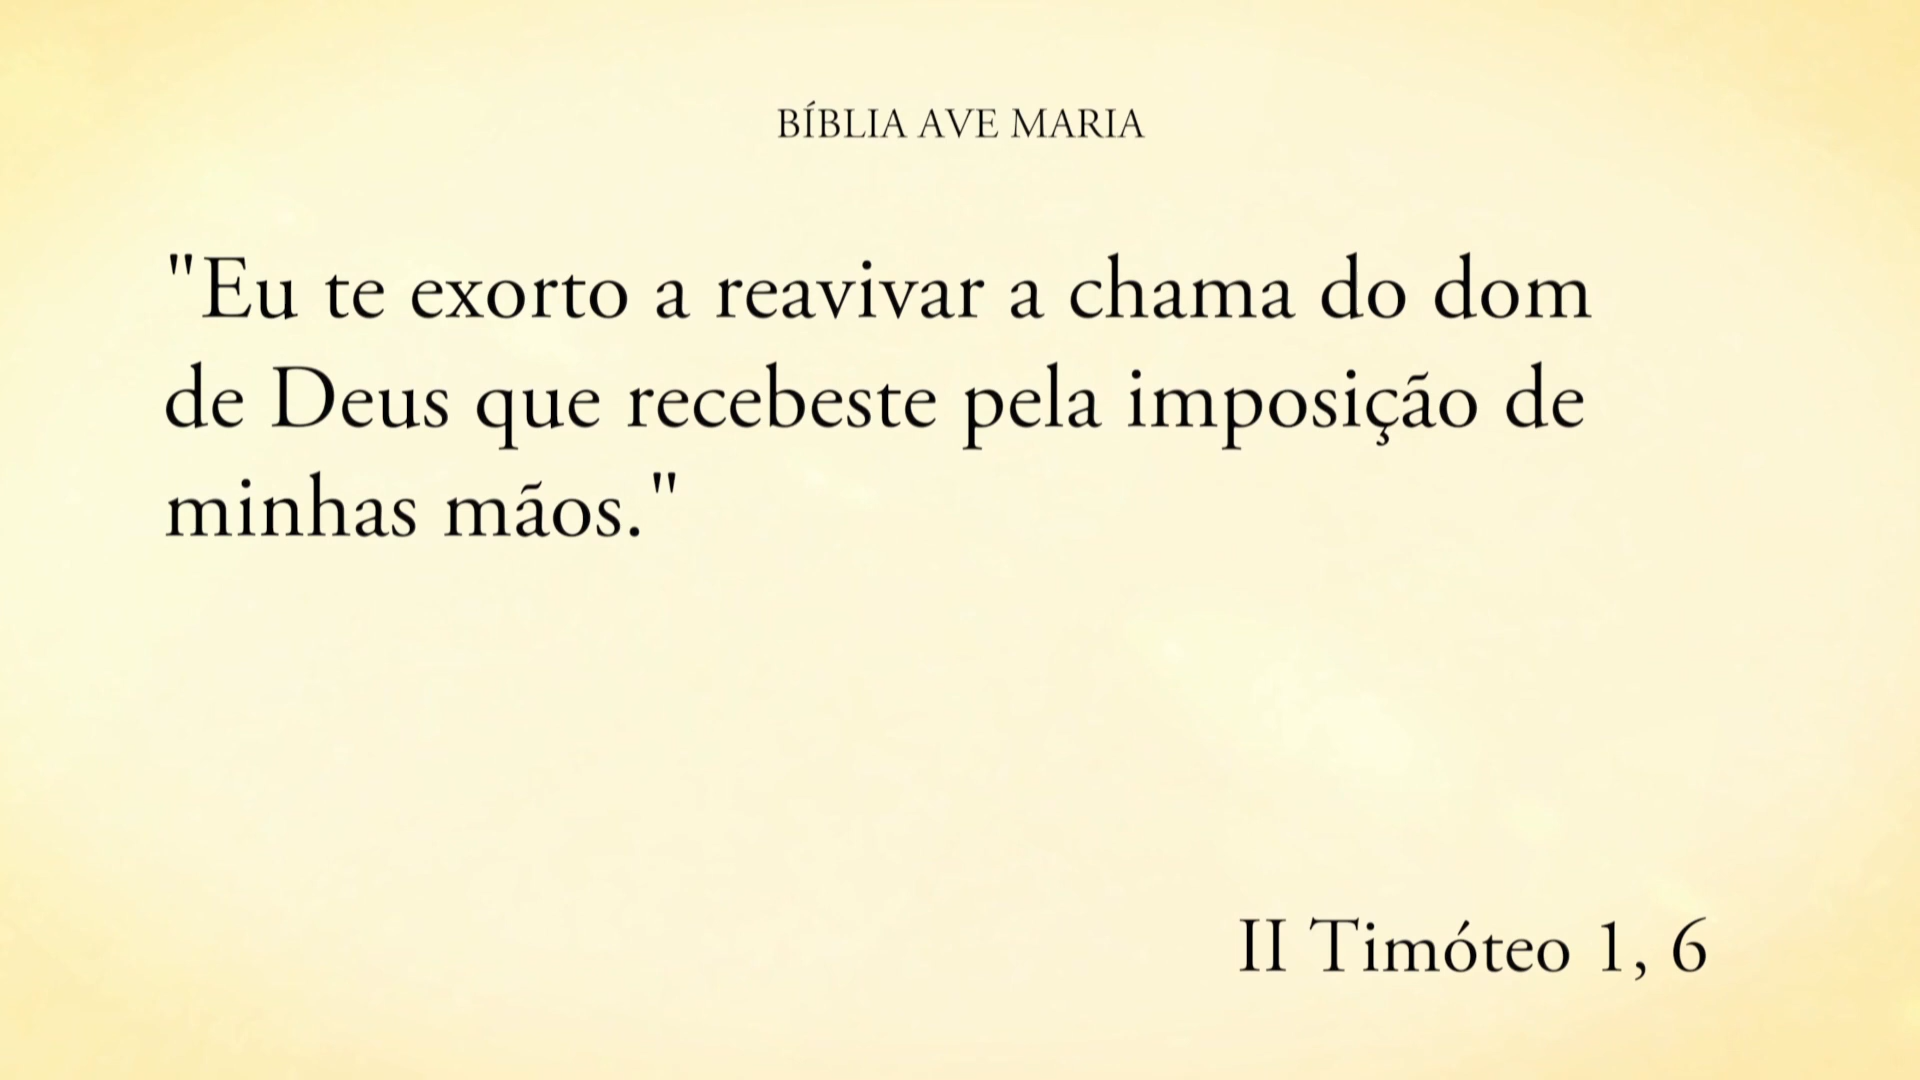 BÍBLIA AVE MARIA
"Eu te exorto a reavivar a chama do dom
de Deus que recebeste pela imposição de
minhas mãos."
II Timóteo 1, 6